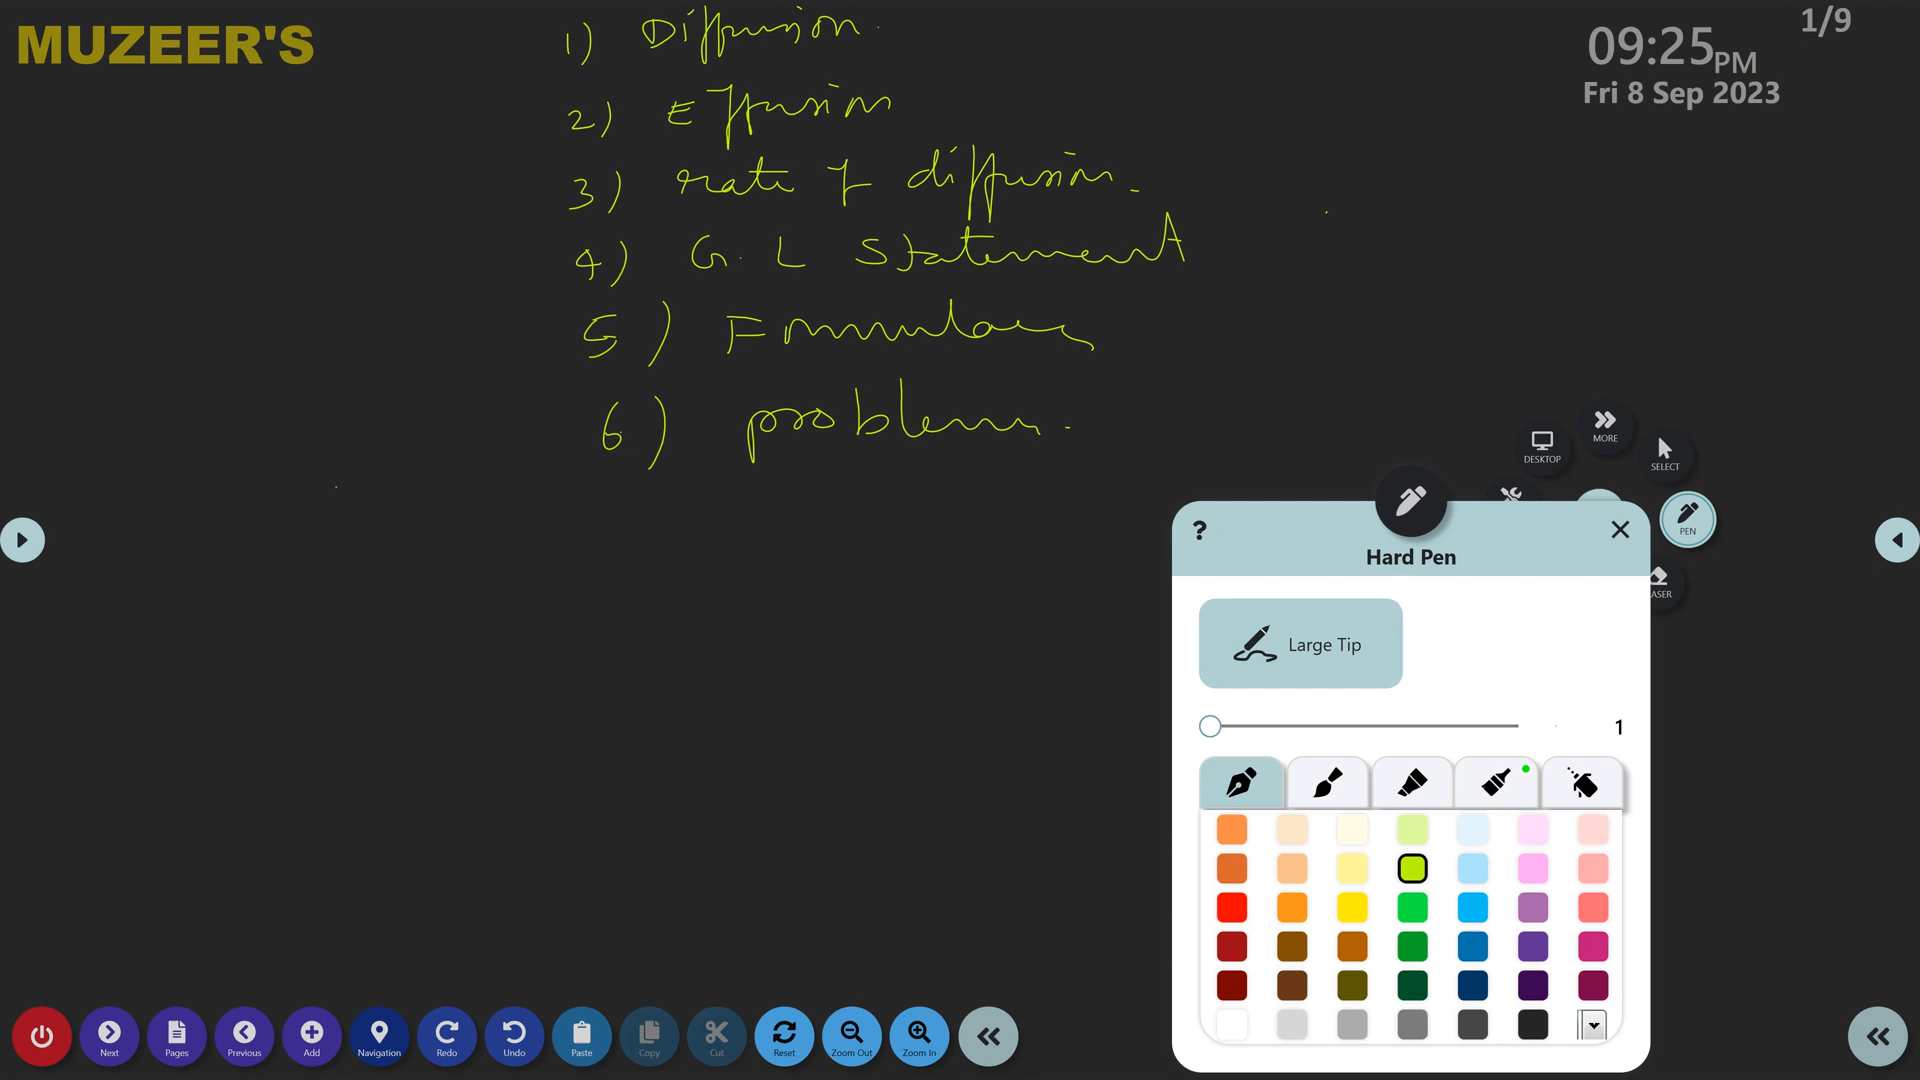 MUZEER'S
1/9
09:25PM
Fri 8 Sep 2023
1) Diffusion.
2) Effusion
3) rate of diffusion.
4) G.L Statement
5) Formulas
6) problem.
MORE
DESKTOP
SELECT
PEN
ASER
?
Hard Pen
Large Tip
1
Next
Pages
Previous
Add
Navigation
Redo
Undo
Paste
Copy
Cut
Reset
Zoom Out
Zoom In